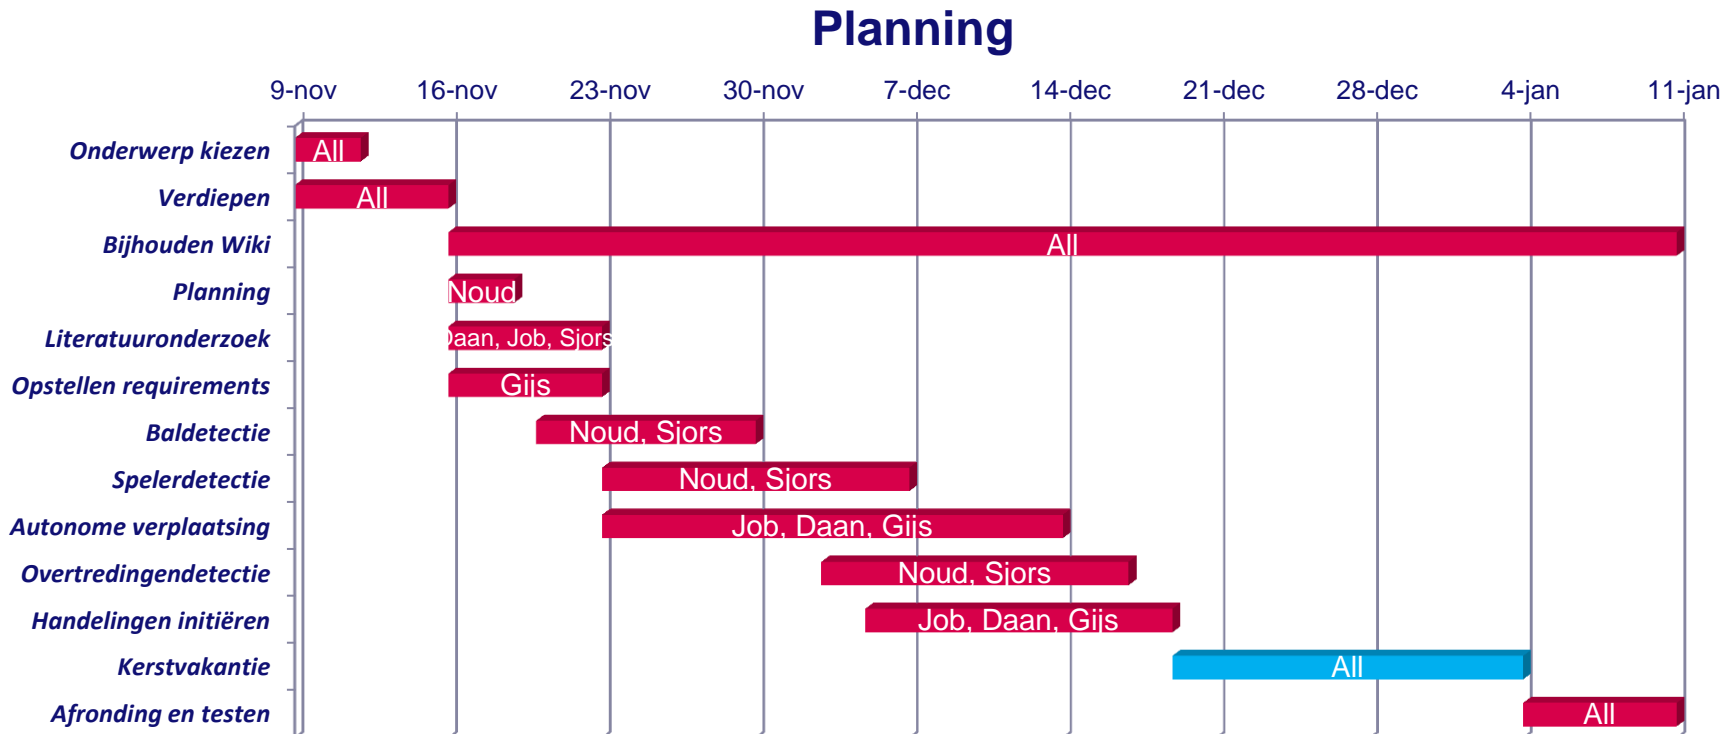 Planning
9-nov 16-nov 23-nov 30-nov 7-dec 14-dec 21-dec 28-dec 4-jan 11-jan
Onderwerp kiezen All
Verdiepen All
Bijhouden Wiki All
Planning Noud
Literatuuronderzoek Daan, Job, Sjors
Opstellen requirements Gijs
Baldetectie Noud, Sjors
Spelerdetectie Noud, Sjors
Autonome verplaatsing Job, Daan, Gijs
Overtredingendetectie Noud, Sjors
Handelingen initiëren Job, Daan, Gijs
Kerstvakantie All
Afronding en testen All